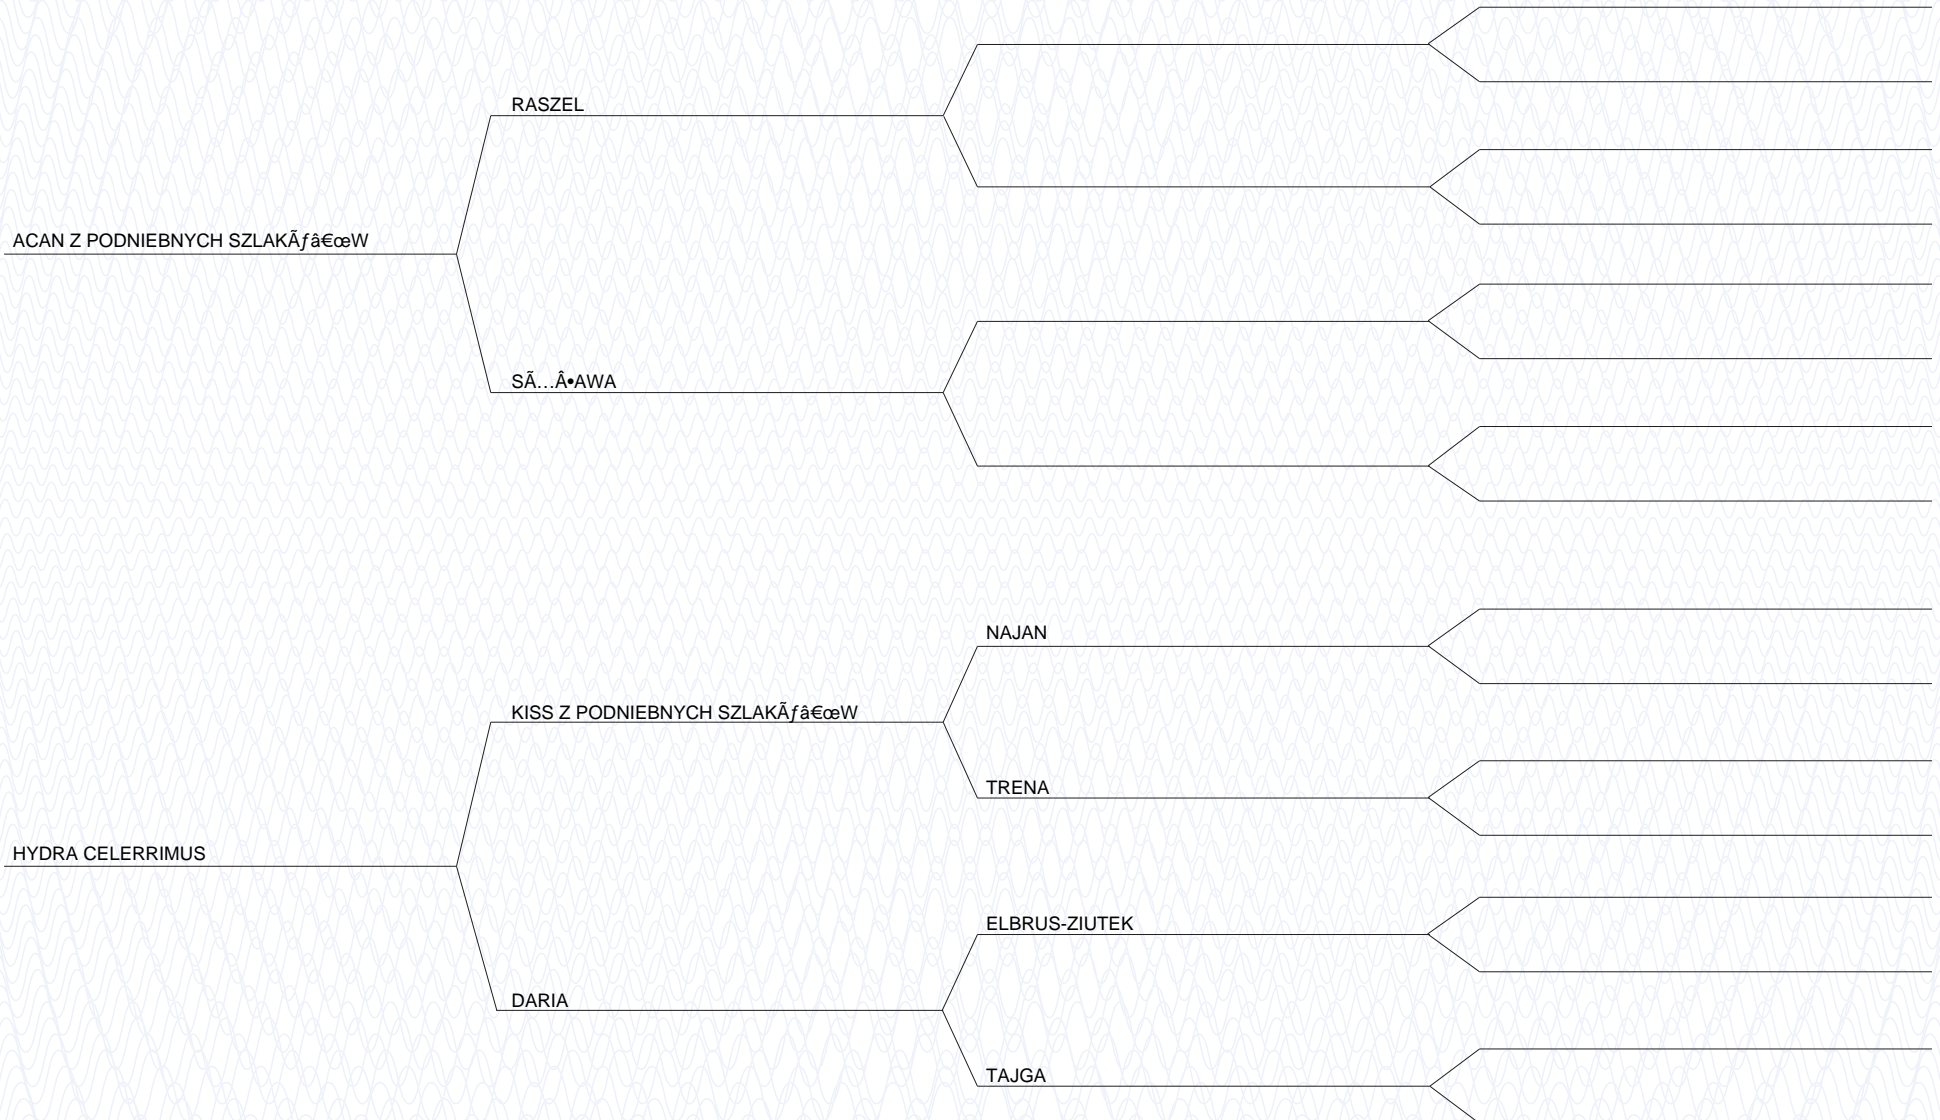 RASZEL
ACAN Z PODNIEBNYCH SZLAKÃƒâ€œW
SÃ…Â•AWA
NAJAN
KISS Z PODNIEBNYCH SZLAKÃƒâ€œW
TRENA
HYDRA CELERRIMUS
ELBRUS-ZIUTEK
DARIA
TAJGA